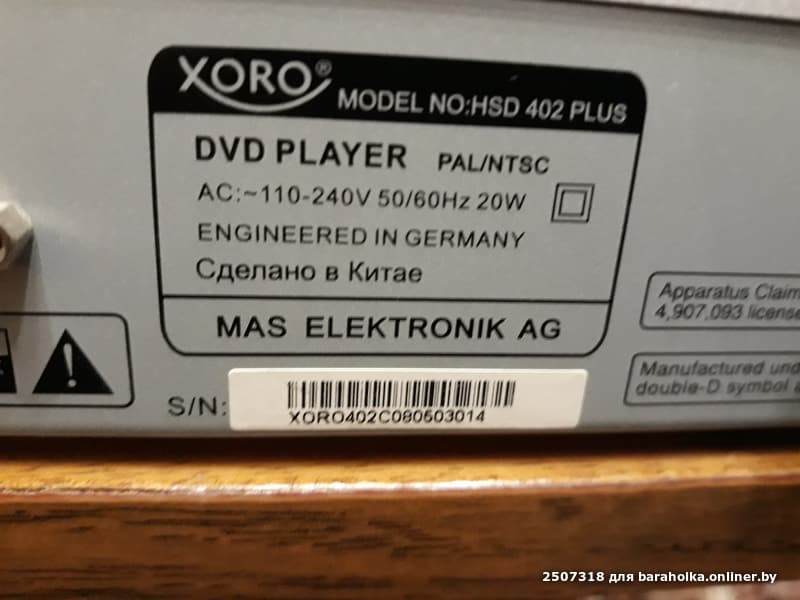 XORO®
MODEL NO:HSD 402 PLUS
DVD PLAYER PAL/NTSC
AC:~110-240V 50/60Hz 20W
ENGINEERED IN GERMANY
Сделано в Китае
MAS ELEKTRONIK AG
Apparatus Claim
4,907,093 license
Manufactured und
double-D symbol a
S/N:
XORO402C080503014
2507318 для baraholka.onliner.by